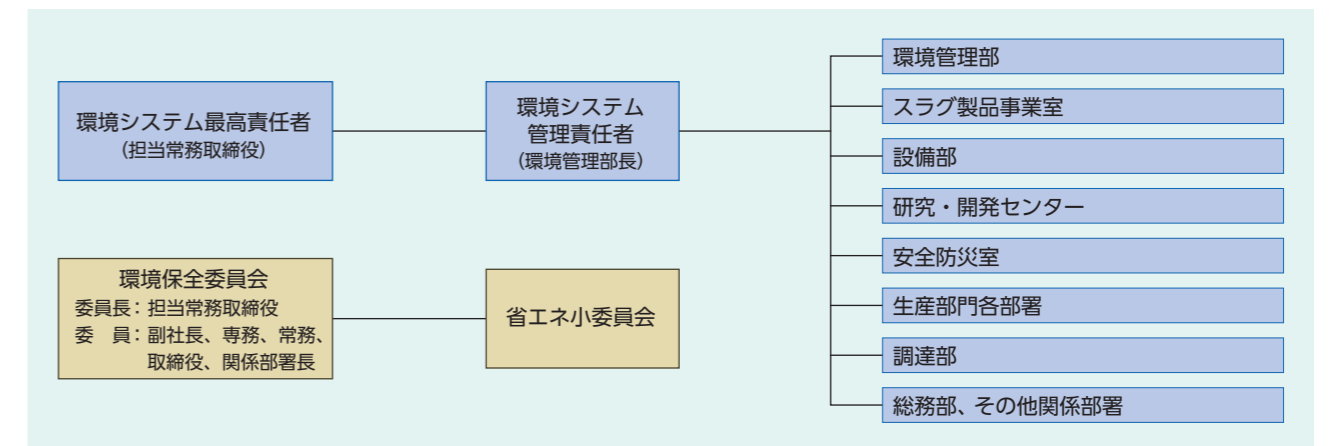 環境システム最高責任者
(担当常務取締役)
環境システム
管理責任者
(環境管理部長)
環境管理部
スラグ製品事業室
設備部
研究・開発センター
安全防災室
生産部門各部署
調達部
総務部、その他関係部署
環境保全委員会
委員長：担当常務取締役
委　員：副社長、専務、常務、
取締役、関係部署長
省エネ小委員会